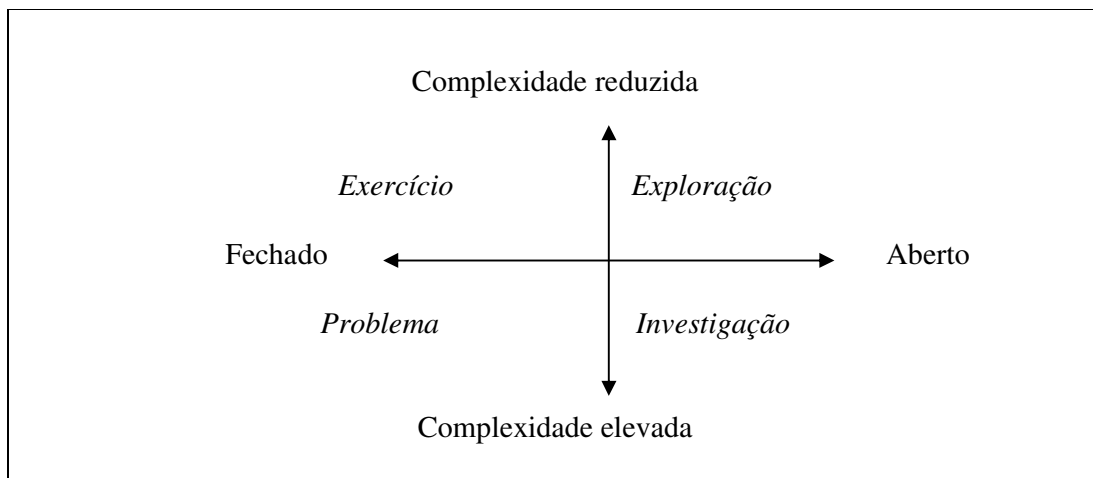 Complexidade reduzida
Exercício Exploração
Fechado Aberto
Problema Investigação
Complexidade elevada